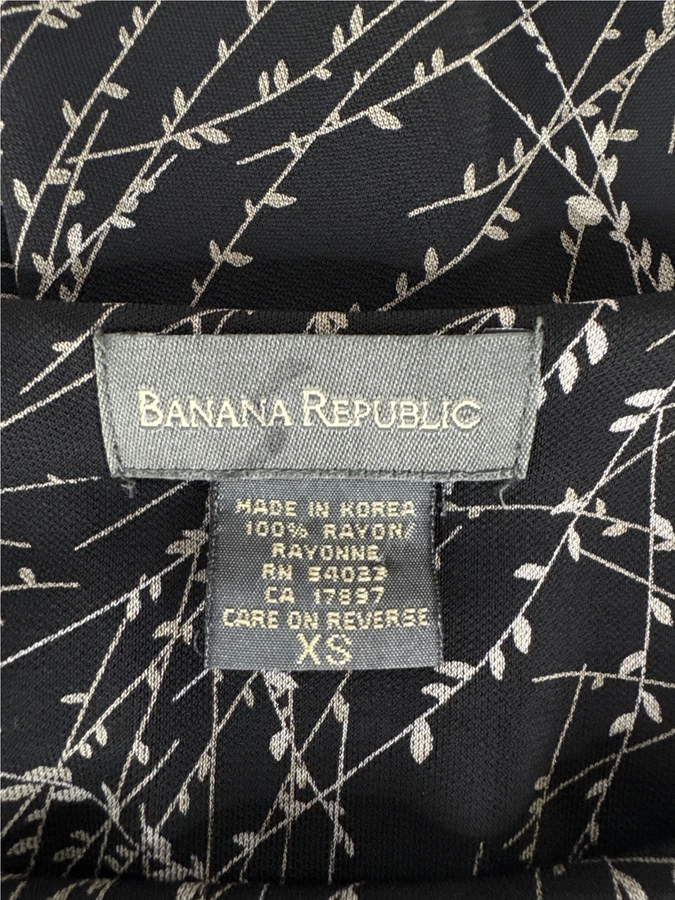 BANANA REPUBLIC
MADE IN KOREA
100% RAYON/
RAYONNE
RN 54023
CA 17897
CARE ON REVERSE
XS